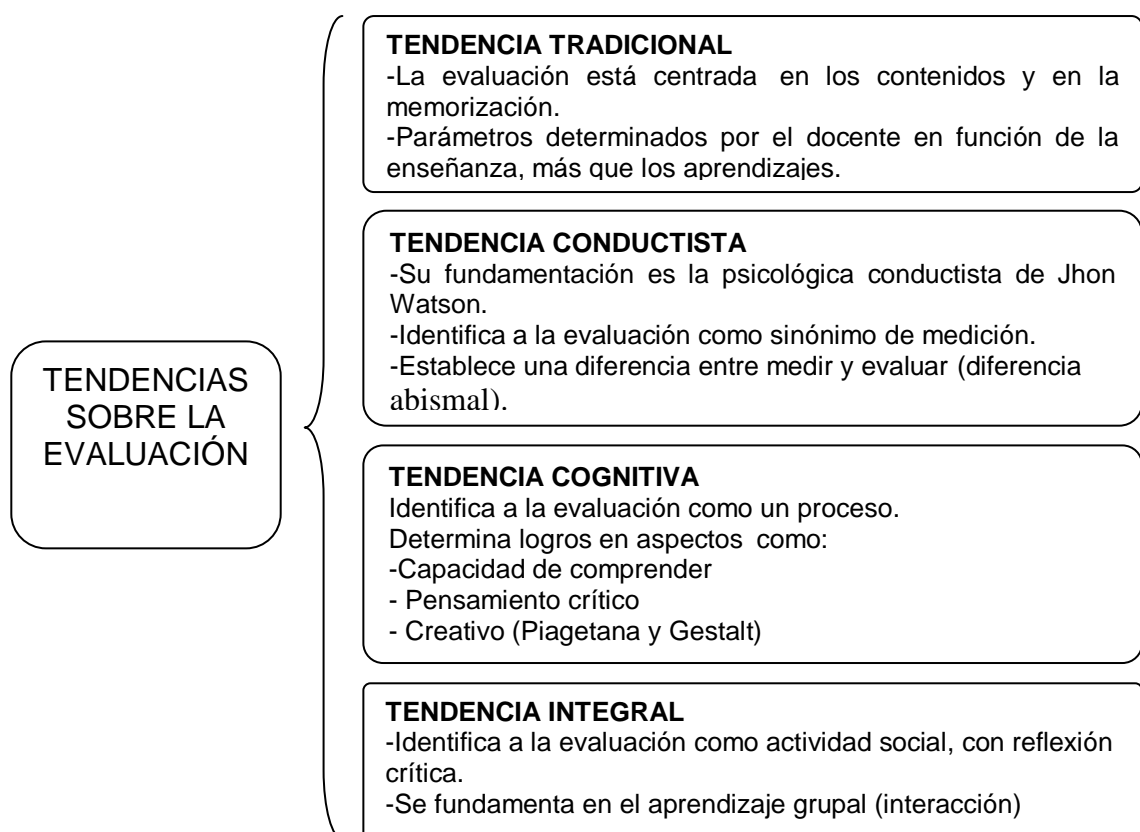 TENDENCIAS
SOBRE LA
EVALUACIÓN
TENDENCIA TRADICIONAL
-La evaluación está centrada en los contenidos y en la
memorización.
-Parámetros determinados por el docente en función de la
enseñanza, más que los aprendizajes.
TENDENCIA CONDUCTISTA
-Su fundamentación es la psicológica conductista de Jhon
Watson.
-Identifica a la evaluación como sinónimo de medición.
-Establece una diferencia entre medir y evaluar (diferencia
abismal).
TENDENCIA COGNITIVA
Identifica a la evaluación como un proceso.
Determina logros en aspectos como:
-Capacidad de comprender
- Pensamiento crítico
- Creativo (Piagetana y Gestalt)
TENDENCIA INTEGRAL
-Identifica a la evaluación como actividad social, con reflexión
crítica.
-Se fundamenta en el aprendizaje grupal (interacción)